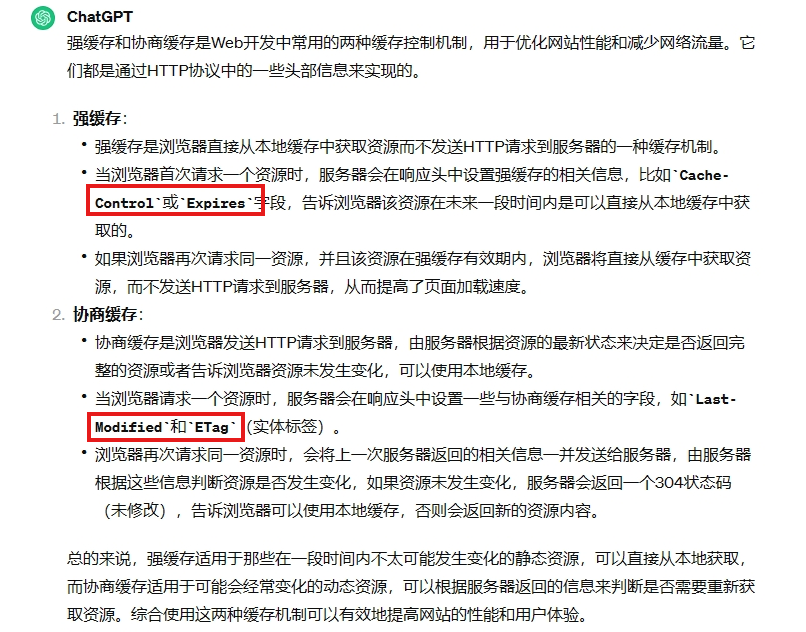 ChatGPT
强缓存和协商缓存是Web开发中常用的两种缓存控制机制，用于优化网站性能和减少网络流量。它
们都是通过HTTP协议中的一些头部信息来实现的。
1. 强缓存：
• 强缓存是浏览器直接从本地缓存中获取资源而不发送HTTP请求到服务器的一种缓存机制。
• 当浏览器首次请求一个资源时，服务器会在响应头中设置强缓存的相关信息，比如`Cache-
Control`或`Expires`字段，告诉浏览器该资源在未来一段时间内是可以直接从本地缓存中获
取的。
• 如果浏览器再次请求同一资源，并且该资源在强缓存有效期内，浏览器将直接从缓存中获取资
源，而不发送HTTP请求到服务器，从而提高了页面加载速度。
2. 协商缓存：
• 协商缓存是浏览器发送HTTP请求到服务器，由服务器根据资源的最新状态来决定是否返回完
整的资源或者告诉浏览器资源未发生变化，可以使用本地缓存。
• 当浏览器请求一个资源时，服务器会在响应头中设置一些与协商缓存相关的字段，如`Last-
Modified`和`ETag`（实体标签）。
• 浏览器再次请求同一资源时，会将上一次服务器返回的相关信息一并发送给服务器，由服务器
根据这些信息判断资源是否发生变化，如果资源未发生变化，服务器会返回一个304状态码
（未修改），告诉浏览器可以使用本地缓存，否则会返回新的资源内容。
总的来说，强缓存适用于那些在一段时间内不太可能发生变化的静态资源，可以直接从本地获取，
而协商缓存适用于可能会经常变化的动态资源，可以根据服务器返回的信息来判断是否需要重新获
取资源。综合使用这两种缓存机制可以有效地提高网站的性能和用户体验。